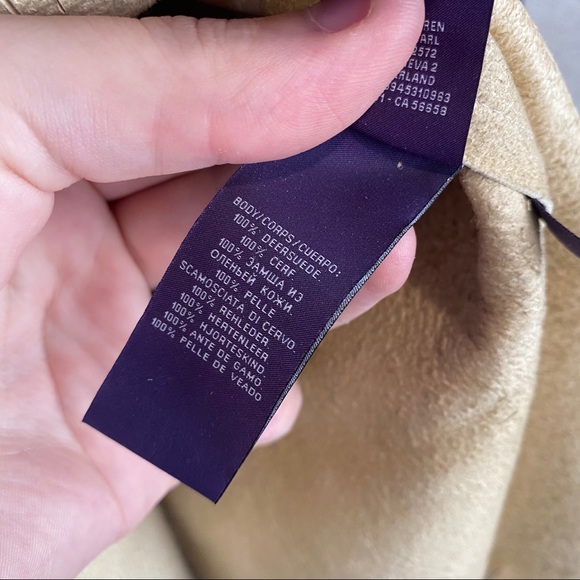 REN
ARL
2572
EVA 2
ERLAND
CA 56658
BODY/CORPS/CUERPO:
100% DEERSUEDE.
100% CERF
100% ЗАМША ИЗ
ОЛЕНЬЕЙ КОЖИ.
100% PELLE
SCAMOSCIATA DI CERVO.
100% REHLEDER
100% HERTENLEER
100% HJORTESKIND
100% ANTE DE GAMO.
100% PELLE DE VEADO